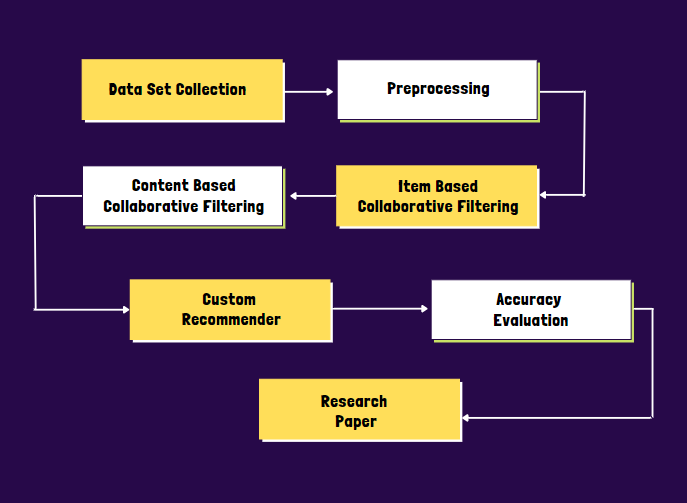 Data Set Collection
Preprocessing
Item Based
Collaborative Filtering
Content Based
Collaborative Filtering
Custom
Recommender
Accuracy
Evaluation
Research
Paper